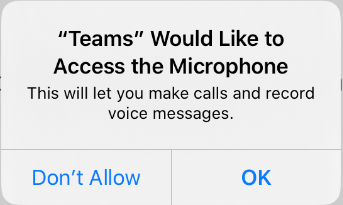 “Teams” Would Like to
Access the Microphone
This will let you make calls and record
voice messages.
Don’t Allow
OK